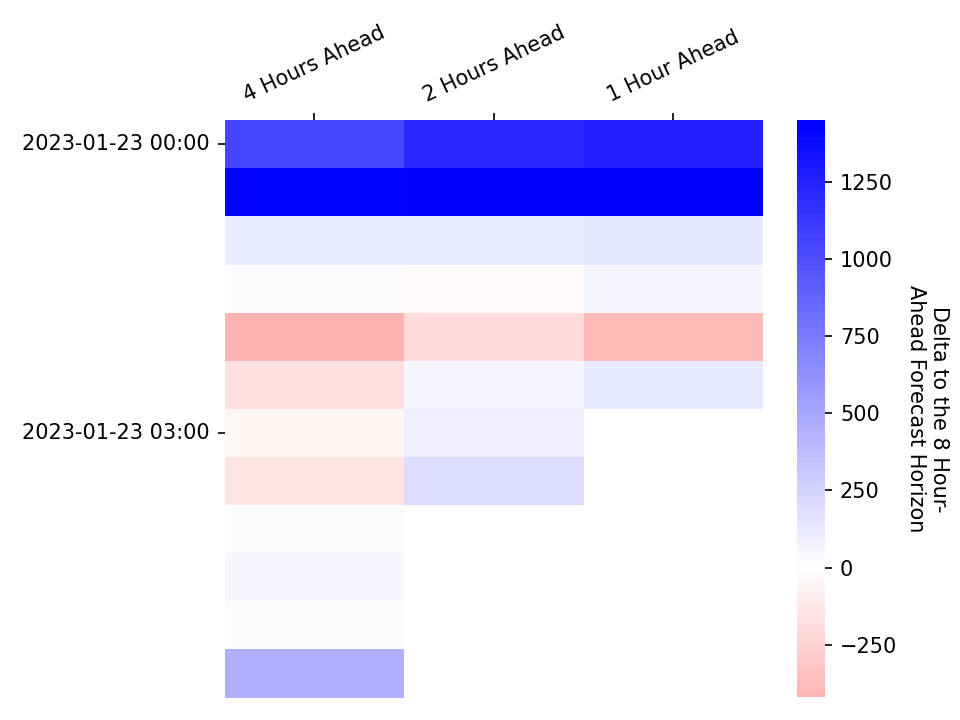 4 Hours Ahead
2 Hours Ahead
1 Hour Ahead
2023-01-23 00:00
2023-01-23 03:00
1250
1000
750
500
250
0
−250
Delta to the 8 Hour-
Ahead Forecast Horizon